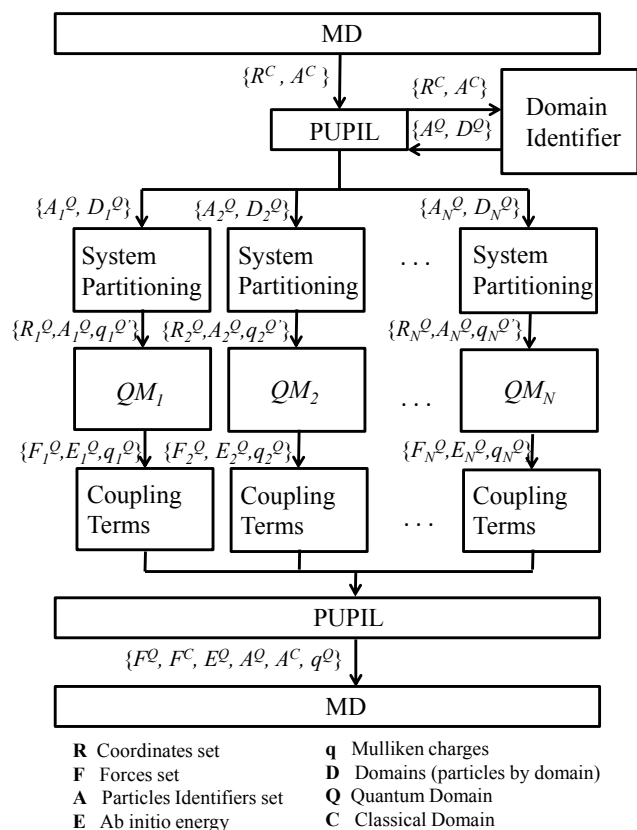 MD
{R^C, A^C}
{R^C, A^C}
PUPIL
{A^Q, D^Q}
Domain
Identifier
{A_1^Q, D_1^Q}
{A_2^Q, D_2^Q}
{A_N^Q, D_N^Q}
System
Partitioning
System
Partitioning
. . .
System
Partitioning
{R_1^Q,A_1^Q,q_1^Q'}
{R_2^Q,A_2^Q,q_2^Q'}
{R_N^Q,A_N^Q,q_N^Q'}
QM_1
QM_2
. . .
QM_N
{F_1^Q,E_1^Q,q_1^Q}
{F_2^Q, E_2^Q,q_2^Q}
{F_N^Q,E_N^Q,q_N^Q}
Coupling
Terms
Coupling
Terms
. . .
Coupling
Terms
PUPIL
{F^Q, F^C, E^Q, A^Q, A^C, q^Q}
MD
R Coordinates set
F Forces set
A Particles Identifiers set
E Ab initio energy
q Mulliken charges
D Domains (particles by domain)
Q Quantum Domain
C Classical Domain